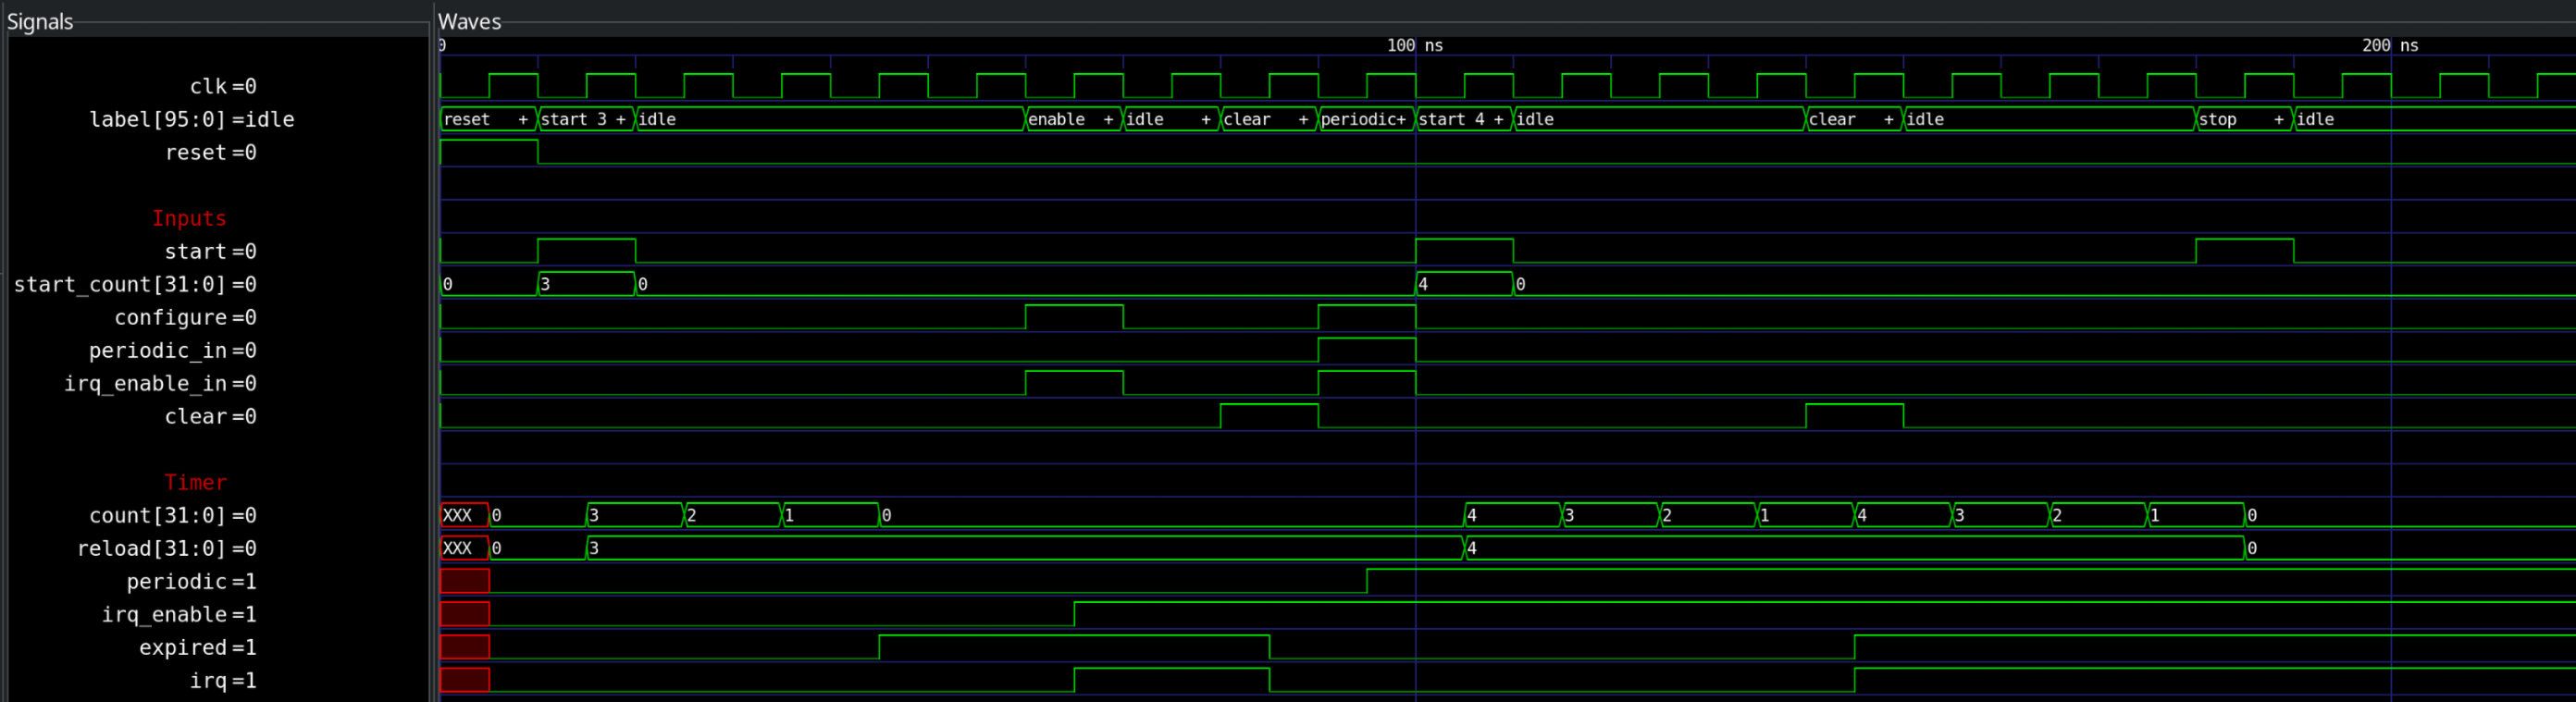 Signals
Waves
0 100 ns 200 ns
clk=0
label[95:0]=idle reset + start 3 + idle enable + idle + clear + periodic+ start 4 + idle clear + idle stop + idle
reset=0
Inputs
start=0
start_count[31:0]=0 0 3 0 4 0
configure=0
periodic_in=0
irq_enable_in=0
clear=0
Timer
count[31:0]=0 XXX 0 3 2 1 0 4 3 2 1 4 3 2 1 0
reload[31:0]=0 XXX 0 3 4 0
periodic=1
irq_enable=1
expired=1
irq=1